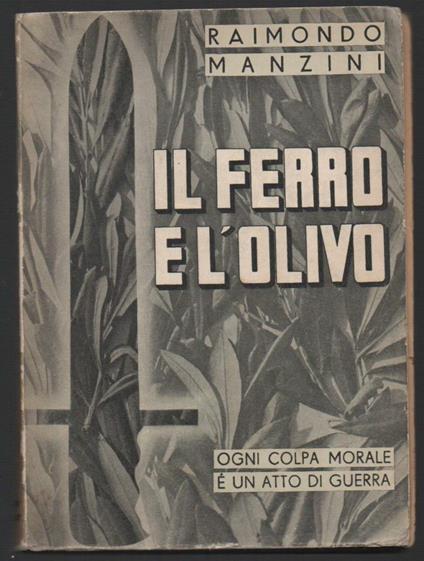 RAIMONDO
MANZINI
IL FERRO
E L'OLIVO
OGNI COLPA MORALE
É UN ATTO DI GUERRA